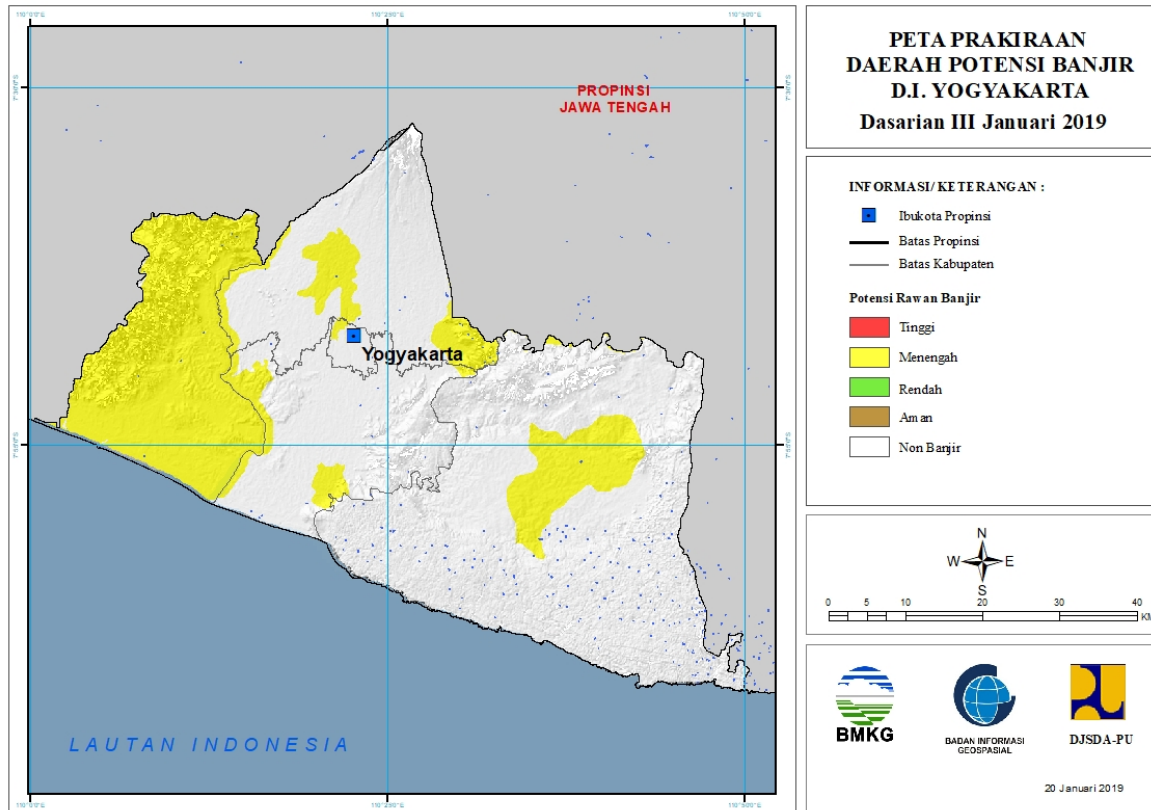 PETA PRAKIRAAN
DAERAH POTENSI BANJIR
D.I. YOGYAKARTA
Dasarian III Januari 2019
PROPINSI
JAWA TENGAH
Yogyakarta
LAUTAN INDONESIA
INFORMASI/ KETERANGAN :
Ibukota Propinsi
Batas Propinsi
Batas Kabupaten
Potensi Rawan Banjir
Tinggi
Menengah
Rendah
Aman
Non Banjir
N
W E
S
0 5 10 20 30 40
KM
BMKG
BADAN INFORMASI
GEOSPASIAL
DJSDA-PU
20 Januari 2019